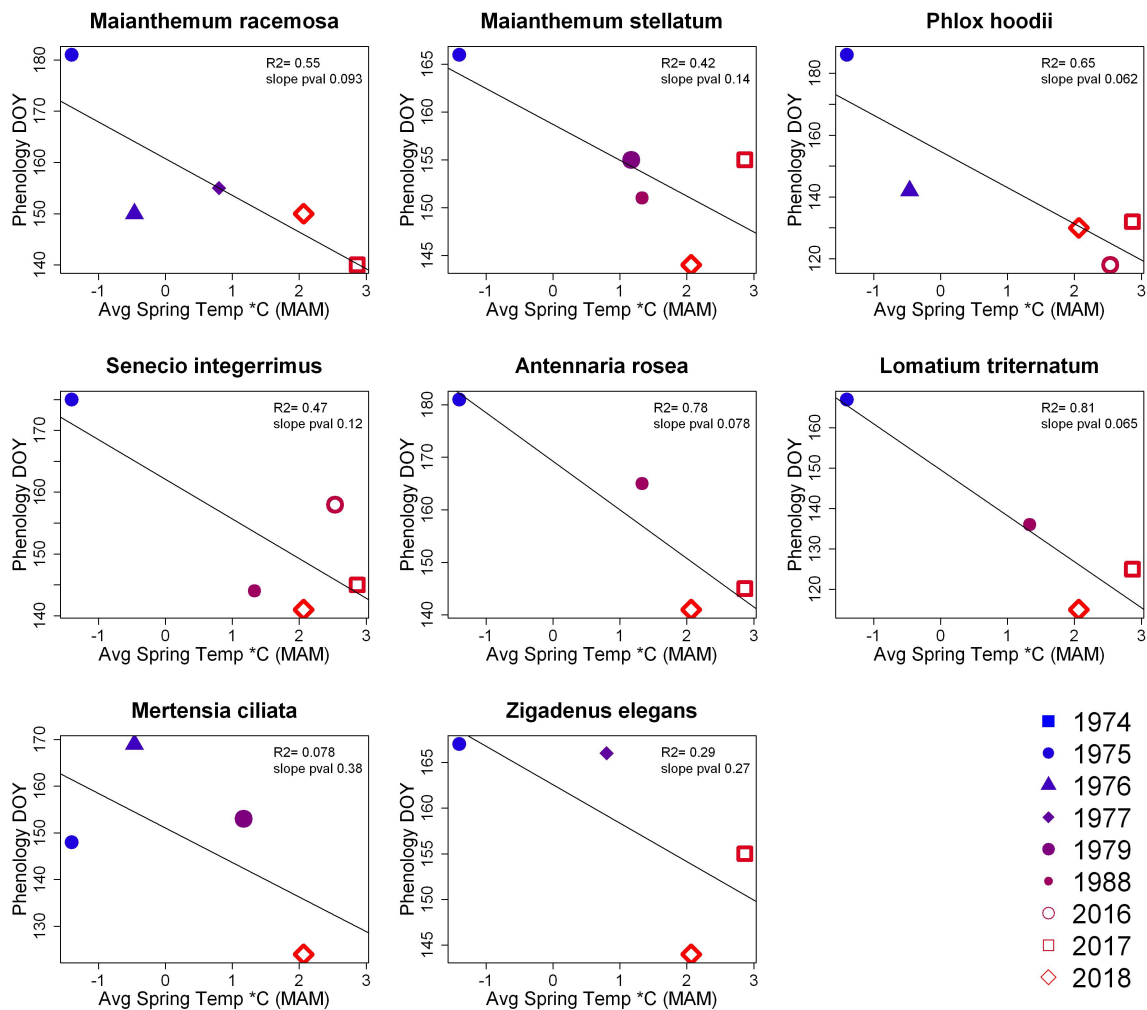 Maianthemum racemosa
R2= 0.55
slope pval 0.093
Phenology DOY
180
170
160
150
140
-1 0 1 2 3
Avg Spring Temp *C (MAM)
Maianthemum stellatum
R2= 0.42
slope pval 0.14
Phenology DOY
165
160
155
150
145
-1 0 1 2 3
Avg Spring Temp *C (MAM)
Phlox hoodii
R2= 0.65
slope pval 0.062
Phenology DOY
180
160
140
120
-1 0 1 2 3
Avg Spring Temp *C (MAM)
Senecio integerrimus
R2= 0.47
slope pval 0.12
Phenology DOY
170
160
150
140
-1 0 1 2 3
Avg Spring Temp *C (MAM)
Antennaria rosea
R2= 0.78
slope pval 0.078
Phenology DOY
180
170
160
150
140
-1 0 1 2 3
Avg Spring Temp *C (MAM)
Lomatium triternatum
R2= 0.81
slope pval 0.065
Phenology DOY
160
140
130
120
-1 0 1 2 3
Avg Spring Temp *C (MAM)
Mertensia ciliata
R2= 0.078
slope pval 0.38
Phenology DOY
170
160
150
140
130
-1 0 1 2 3
Avg Spring Temp *C (MAM)
Zigadenus elegans
R2= 0.29
slope pval 0.27
Phenology DOY
165
160
155
150
145
-1 0 1 2 3
Avg Spring Temp *C (MAM)
1974
1975
1976
1977
1979
1988
2016
2017
2018